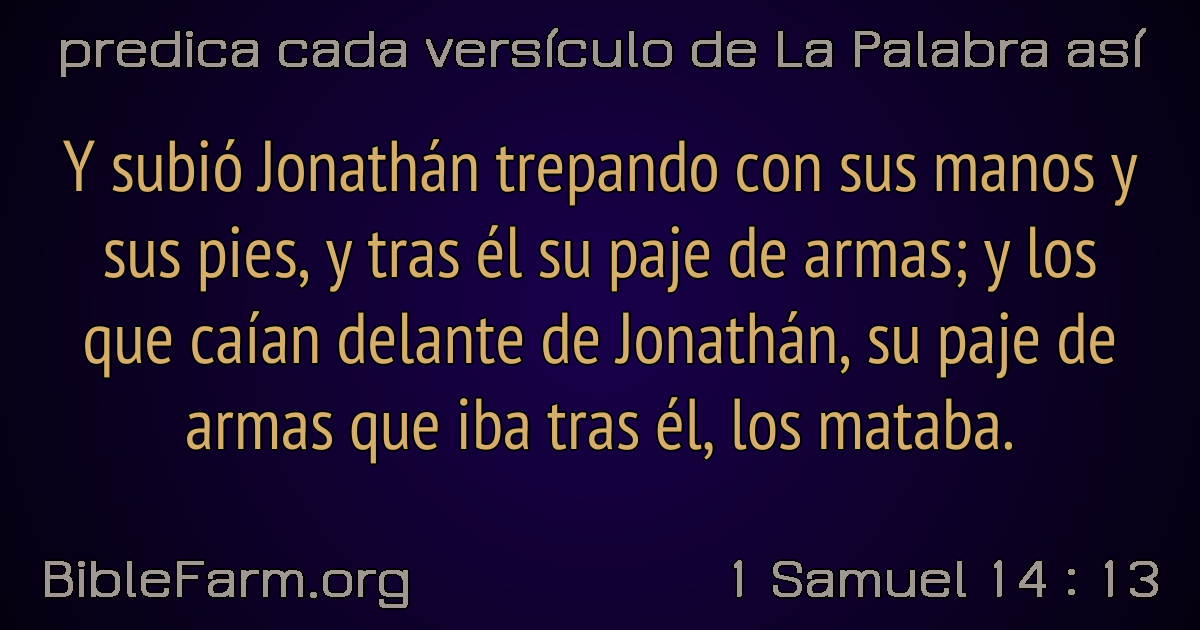 predica cada versículo de La Palabra así
Y subió Jonathán trepando con sus manos y
sus pies, y tras él su paje de armas; y los
que caían delante de Jonathán, su paje de
armas que iba tras él, los mataba.
BibleFarm.org
1 Samuel 14 : 13